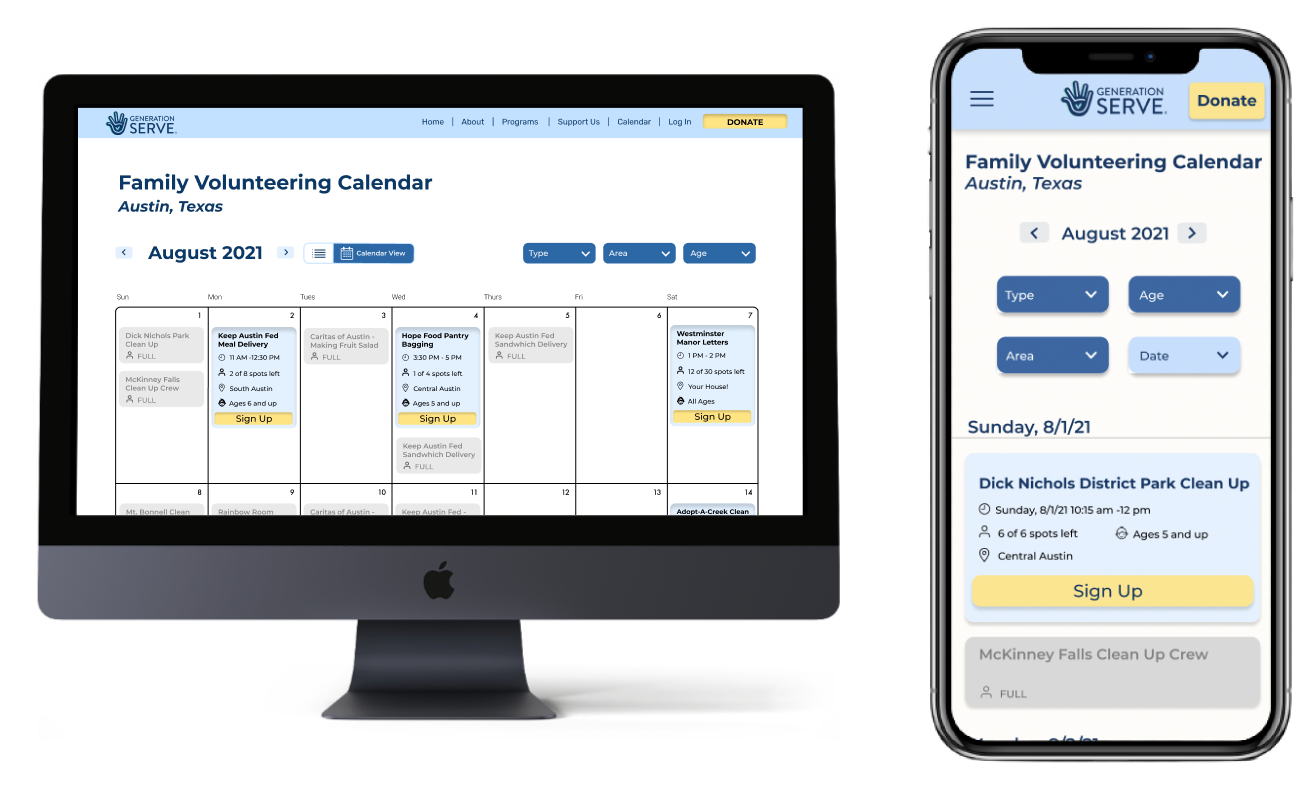 GENERATION
SERVE.
Home | About | Programs | Support Us | Calendar | Log In
DONATE
Family Volunteering Calendar
Austin, Texas
< August 2021 >
Calendar View
Type
Area
Age
Sun Mon Tues Wed Thurs Fri Sat
1
Dick Nichols Park
Clean Up
FULL
McKinney Falls
Clean Up Crew
FULL
2
Keep Austin Fed
Meal Delivery
11 AM -12:30 PM
2 of 8 spots left
South Austin
Ages 6 and up
Sign Up
3
Caritas of Austin -
Making Fruit Salad
FULL
4
Hope Food Pantry
Bagging
3:30 PM - 5 PM
1 of 4 spots left
Central Austin
Ages 5 and up
Sign Up
Keep Austin Fed
Sandwhich Delivery
FULL
5
Keep Austin Fed
Sandwhich Delivery
FULL
6
7
Westminster
Manor Letters
1 PM - 2 PM
12 of 30 spots left
Your House!
All Ages
Sign Up
8
Mt. Bonnell Clean
9
Rainbow Room
10
Caritas of Austin -
11
Keep Austin Fed -
12
13
14
Adopt-A-Creek Clean
GENERATION
SERVE.
Donate
Family Volunteering Calendar
Austin, Texas
< August 2021 >
Type
Age
Area
Date
Sunday, 8/1/21
Dick Nichols District Park Clean Up
Sunday, 8/1/21 10:15 am -12 pm
6 of 6 spots left
Ages 5 and up
Central Austin
Sign Up
McKinney Falls Clean Up Crew
FULL